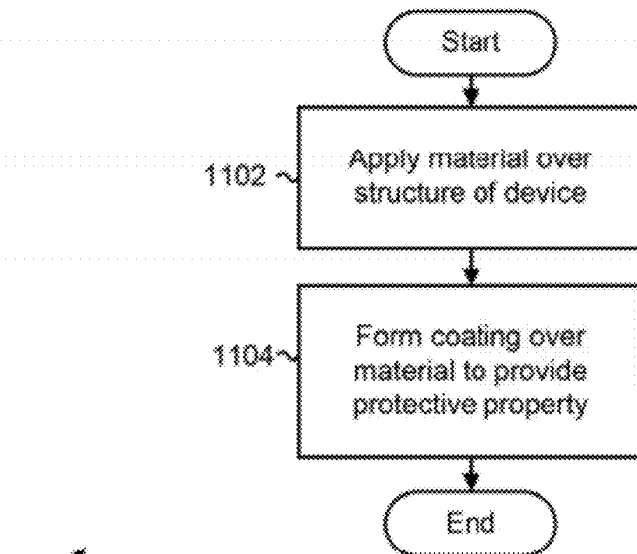 Start
1102
Apply material over
structure of device
1104
Form coating over
material to provide
protective property
End